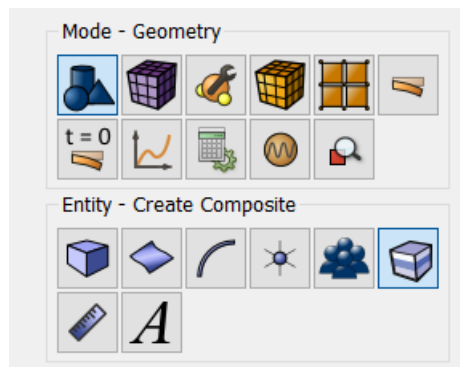 Mode - Geometry
t = 0
Entity - Create Composite
A